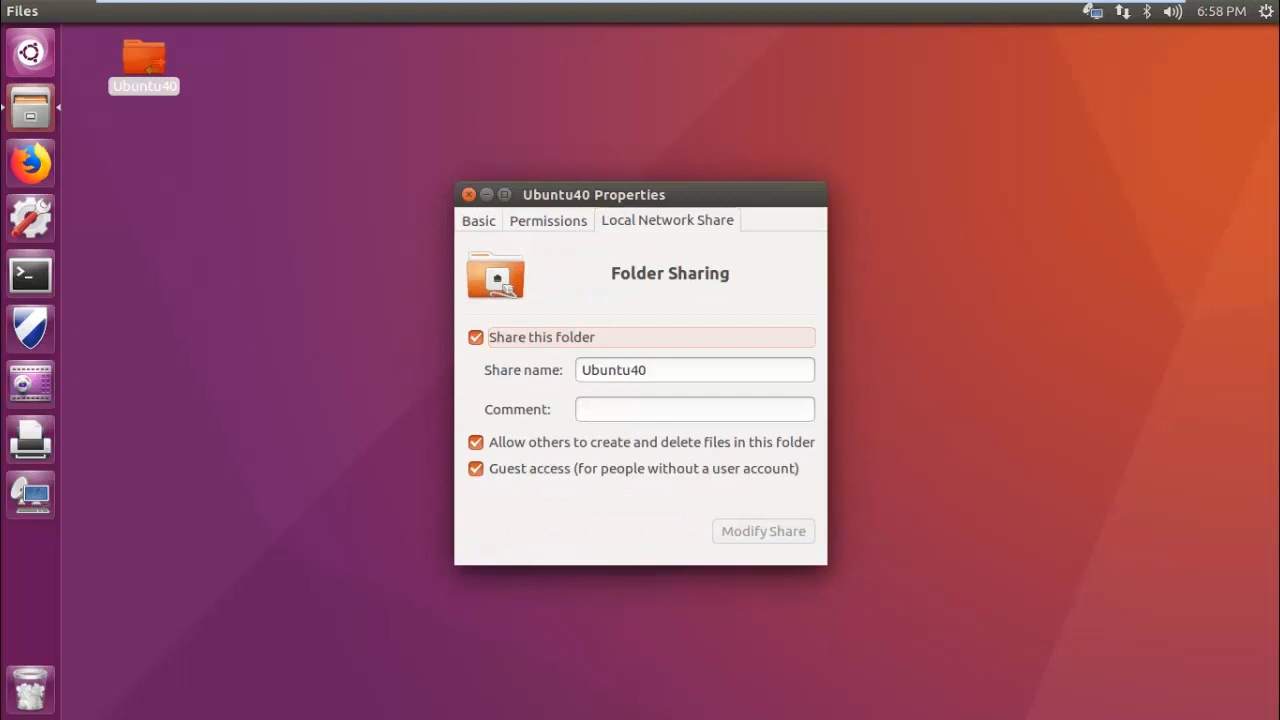 Files
6:58 PM
Ubuntu40
Ubuntu40 Properties
Basic
Permissions
Local Network Share
Folder Sharing
Share this folder
Share name:
Ubuntu40
Comment:
Allow others to create and delete files in this folder
Guest access (for people without a user account)
Modify Share